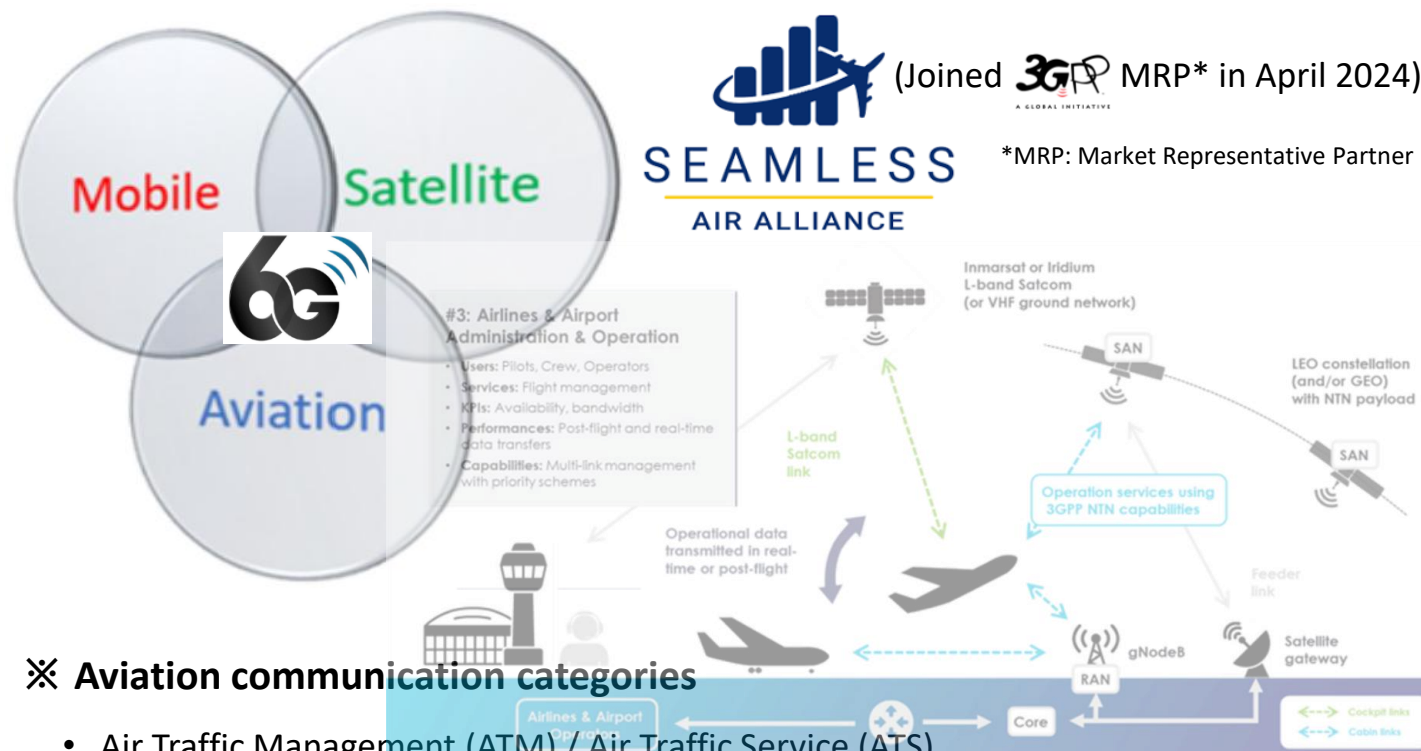 Mobile
Satellite
6G
Aviation
SEAMLESS
AIR ALLIANCE
(Joined 3GPP MRP* in April 2024)
A GLOBAL INITIATIVE
*MRP: Market Representative Partner
#3: Airlines & Airport
Administration & Operation
• Users: Pilots, Crew, Operators
• Services: Flight management
• KPIs: Availability, bandwidth
• Performances: Post-flight and real-time
data transfers
• Capabilities: Multi-link management
with priority schemes
Inmarsat or Iridium
L-band Satcom
(or VHF ground network)
SAN
LEO constellation
(and/or GEO)
with NTN payload
SAN
L-band
Satcom
link
Operation services using
3GPP NTN capabilities
Operational data
transmitted in real-
time or post-flight
Feeder
link
gNodeB
Satellite
gateway
RAN
※ Aviation communication categories
Airlines & Airport
Operators
Core
Cockpit links
Cabin links
• Air Traffic Management (ATM) / Air Traffic Service (ATS)